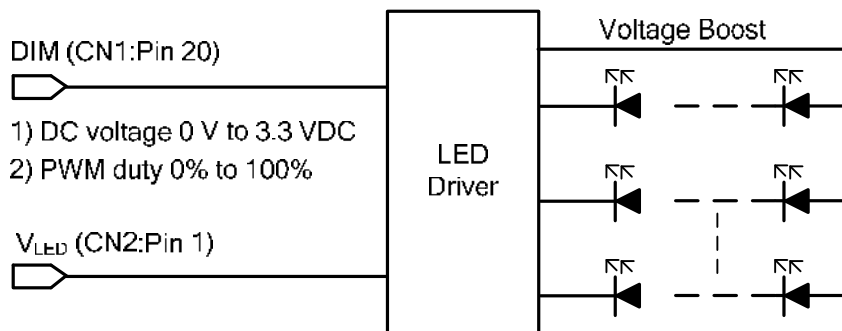 Voltage Boost
DIM (CN1:Pin 20)
1) DC voltage 0 V to 3.3 VDC
2) PWM duty 0% to 100%
LED
Driver
VLED (CN2:Pin 1)